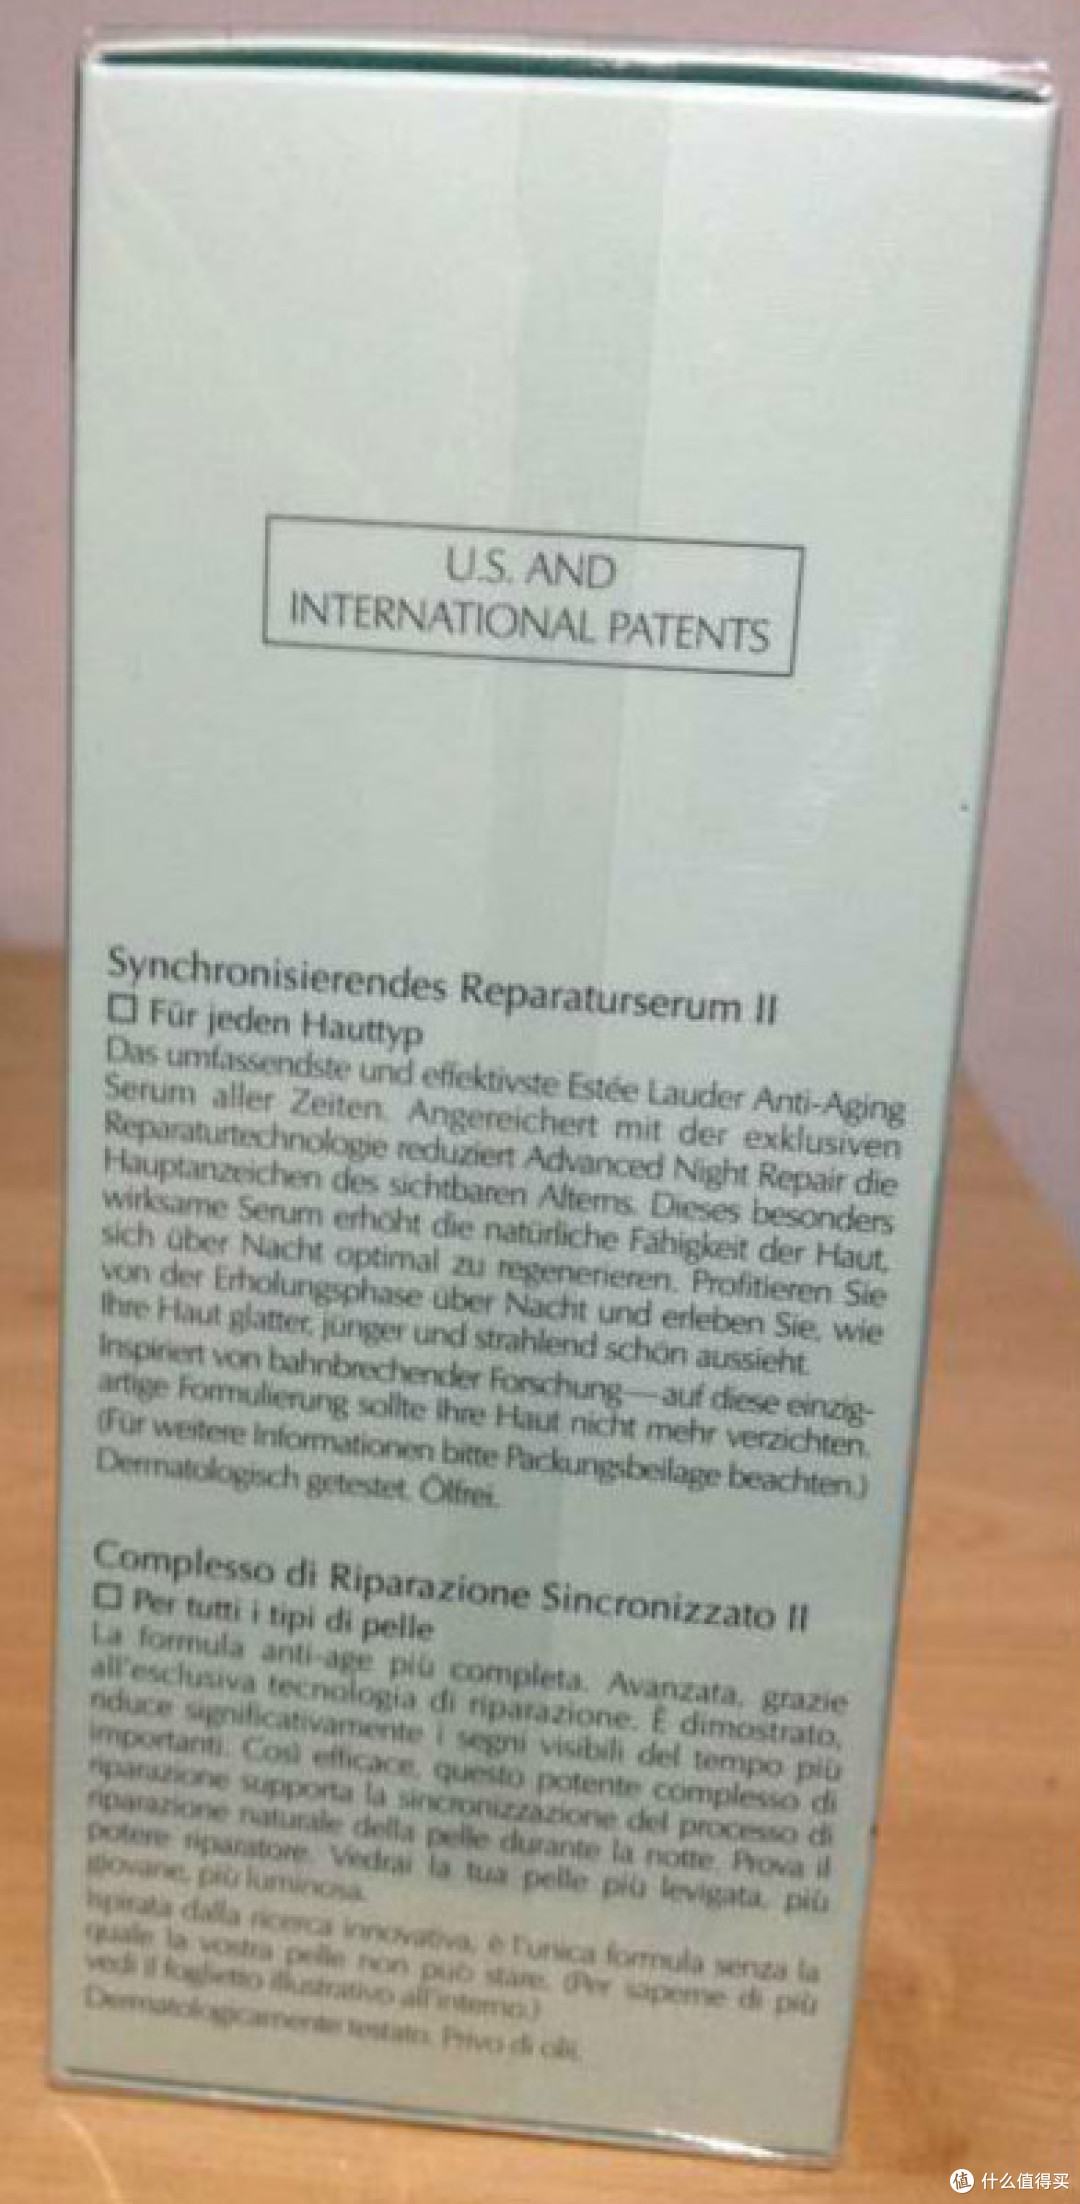 U.S. AND
INTERNATIONAL PATENTS
Synchronisierendes Reparaturserum II
☐ Für jeden Hauttyp
Das umfassendste und effektivste Estée Lauder Anti-Aging
Serum aller Zeiten. Angereichert mit der exklusiven
Reparaturtechnologie reduziert Advanced Night Repair die
Hauptanzeichen des sichtbaren Alterns. Dieses besonders
wirksame Serum erhöht die natürliche Fähigkeit der Haut,
sich über Nacht optimal zu regenerieren. Profitieren Sie
von der Erholungsphase über Nacht und erleben Sie, wie
Ihre Haut glatter, jünger und strahlend schön aussieht.
Inspiriert von bahnbrechender Forschung—auf diese einzig-
artige Formulierung sollte Ihre Haut nicht mehr verzichten.
(Für weitere Informationen bitte Packungsbeilage beachten.)
Dermatologisch getestet. Ölfrei.
Complesso di Riparazione Sincronizzato II
☐ Per tutti i tipi di pelle
La formula anti-age più completa. Avanzata, grazie
all'esclusiva tecnologia di riparazione. È dimostrato,
riduce significativamente i segni visibili del tempo più
importanti. Così efficace, questo potente complesso di
riparazione supporta la sincronizzazione del processo di
riparazione naturale della pelle durante la notte. Prova il
potere riparatore. Vedrai la tua pelle più levigata, più
giovane, più luminosa.
Ispirata dalla ricerca innovativa, è l'unica formula senza la
quale la vostra pelle non può stare. (Per saperne di più
vedi il foglietto illustrativo all'interno.)
Dermatologicamente testato. Privo di olii.
值 什么值得买